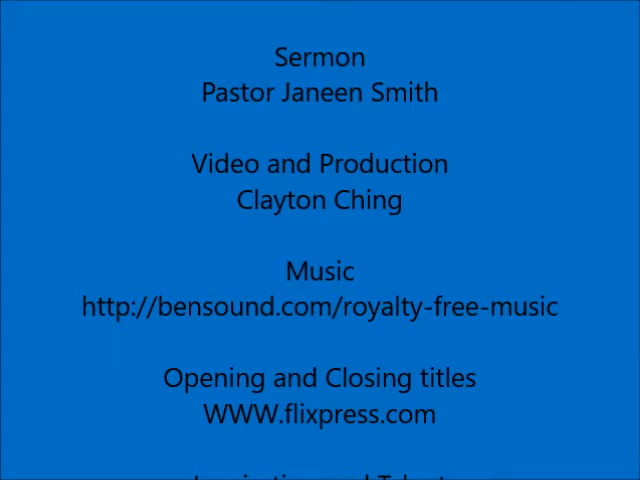 Sermon
Pastor Janeen Smith
Video and Production
Clayton Ching
Music
http://bensound.com/royalty-free-music
Opening and Closing titles
WWW.flixpress.com